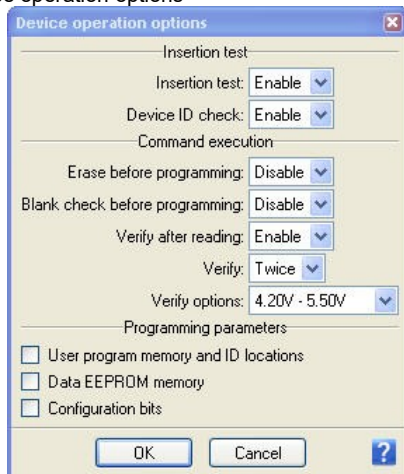 operation options
Device operation options
Insertion test
Insertion test: Enable
Device ID check: Enable
Command execution
Erase before programming: Disable
Blank check before programming: Disable
Verify after reading: Enable
Verify: Twice
Verify options: 4.20V - 5.50V
Programming parameters
User program memory and ID locations
Data EEPROM memory
Configuration bits
OK Cancel ?